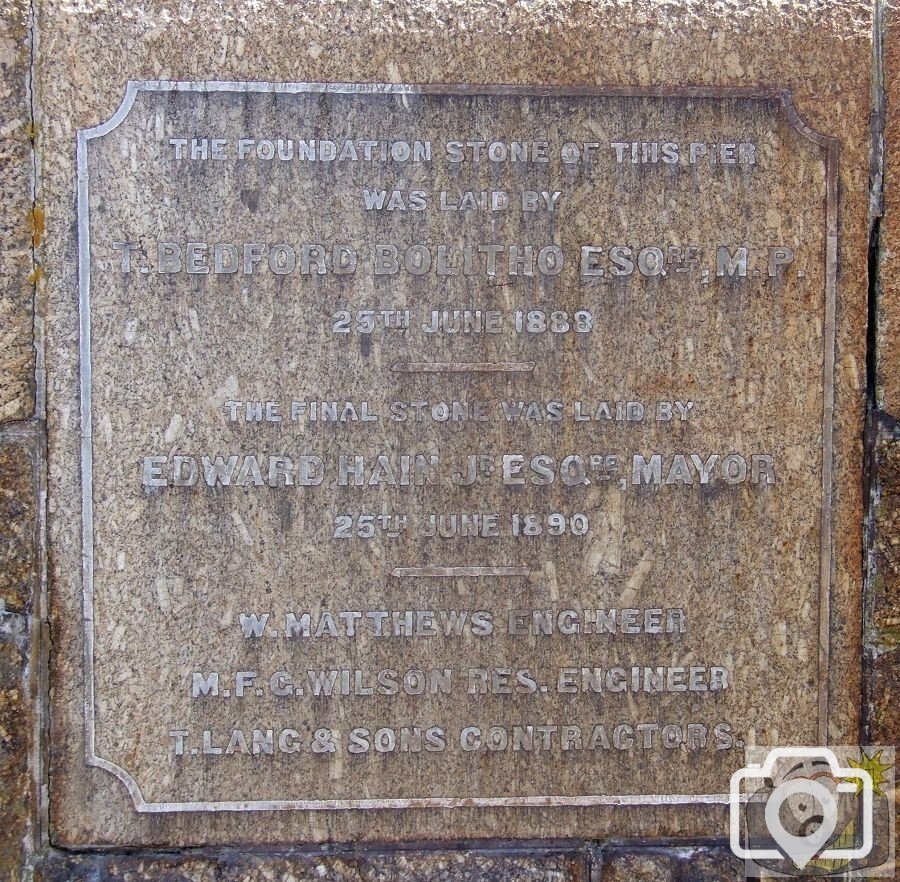 THE FOUNDATION STONE OF THIS PIER
WAS LAID BY
T. BEDFORD BOLITHO ESQRE, M.P.
25TH JUNE 1888
THE FINAL STONE WAS LAID BY
EDWARD HAIN JR ESQRE, MAYOR
25TH JUNE 1890
W. MATTHEWS ENGINEER
M.F.G. WILSON RES. ENGINEER
T. LANG & SONS CONTRACTORS.